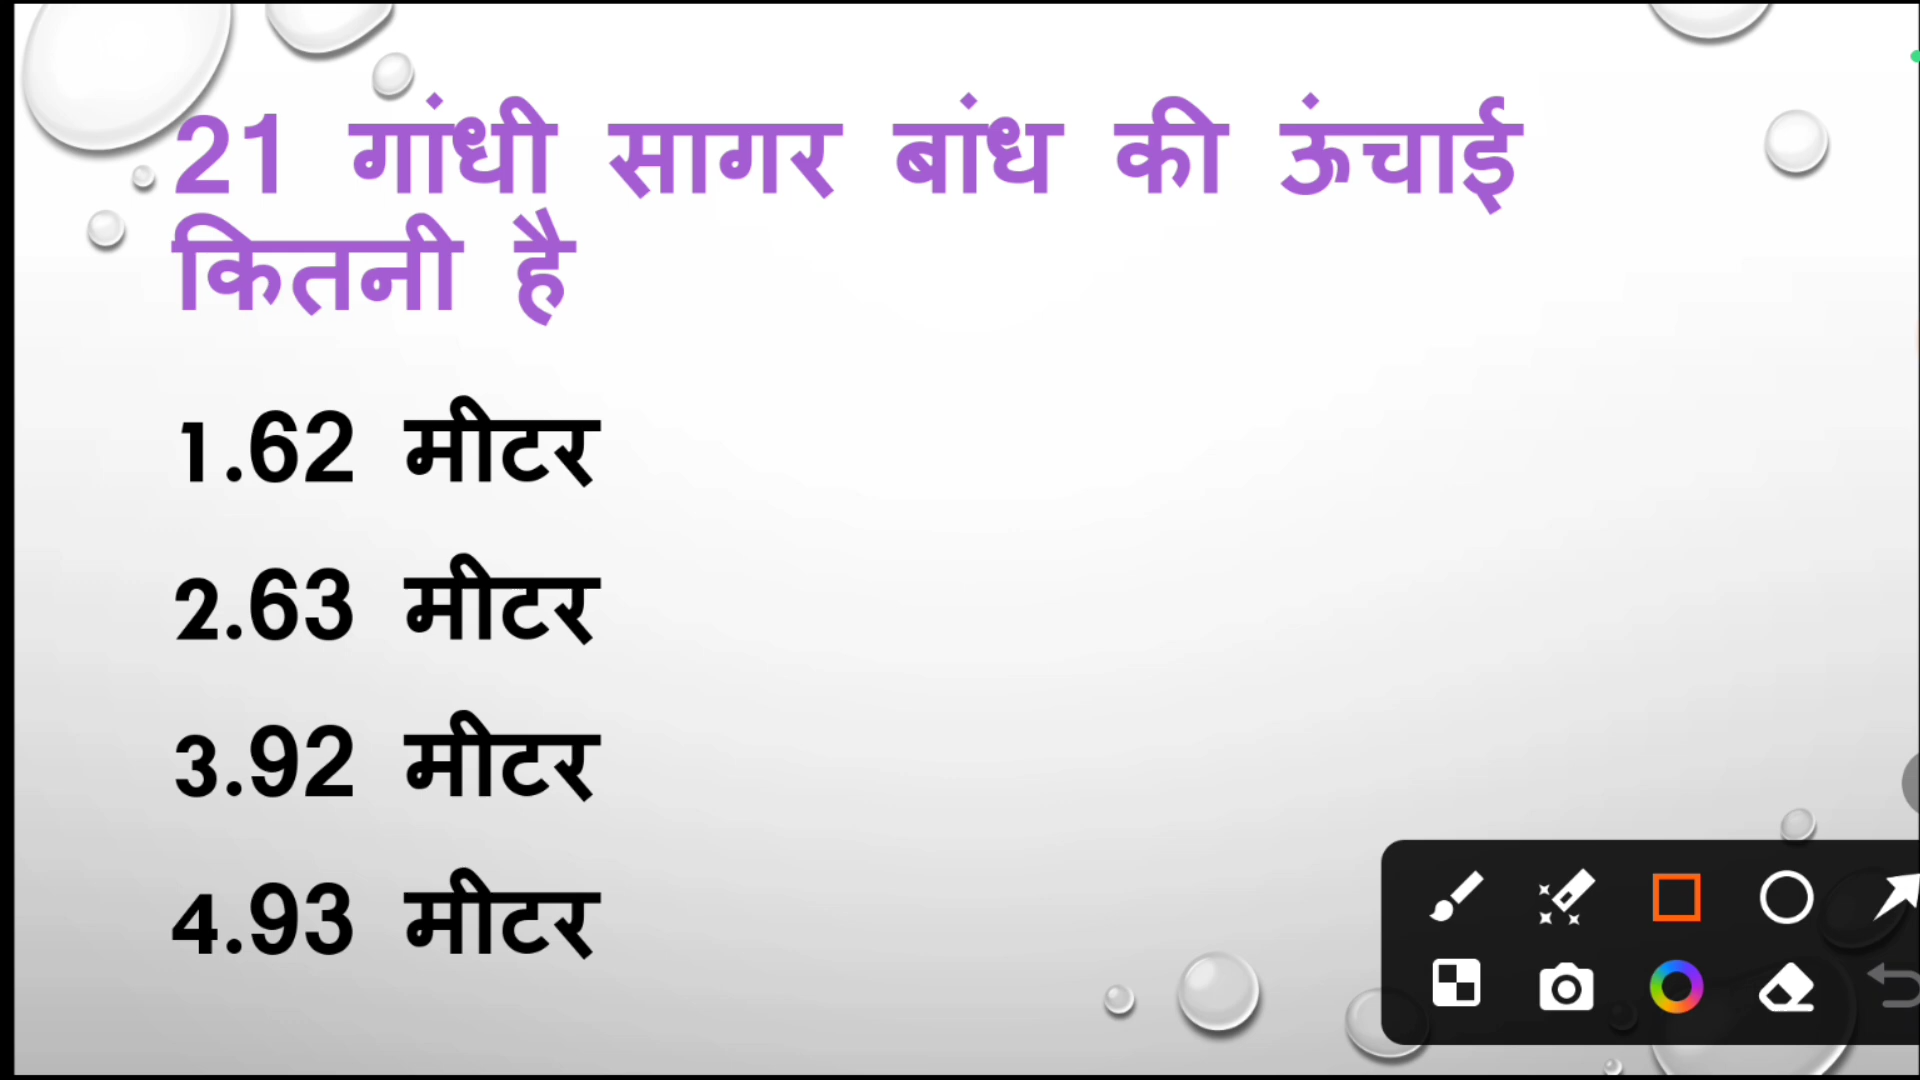 21 गांधी सागर बांध की ऊंचाई
कितनी है
1.62 मीटर
2.63 मीटर
3.92 मीटर
4.93 मीटर